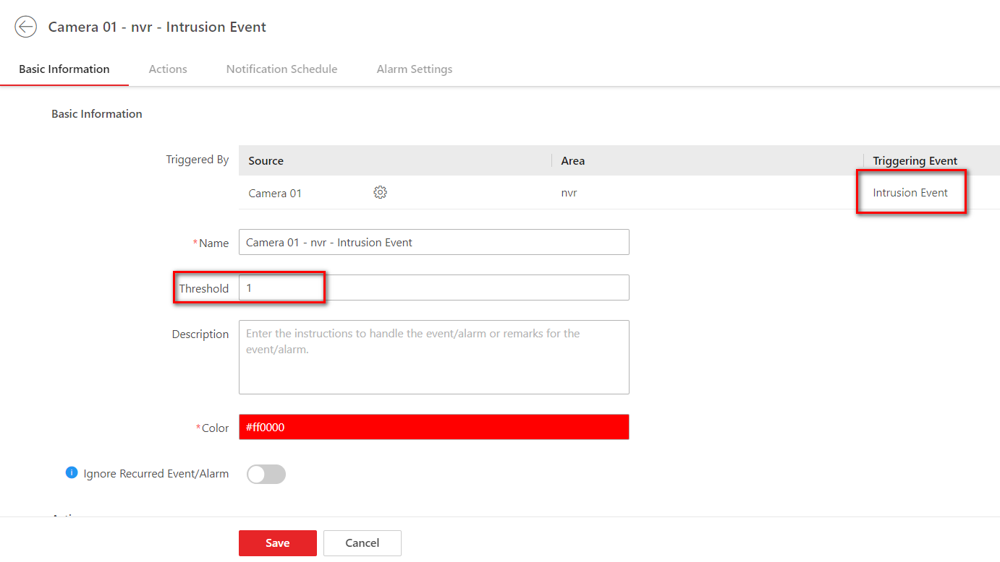 Camera 01 - nvr - Intrusion Event
Basic Information Actions Notification Schedule Alarm Settings
Basic Information
Triggered By Source Area Triggering Event
Camera 01 nvr Intrusion Event
*Name Camera 01 - nvr - Intrusion Event
Threshold 1
Description Enter the instructions to handle the event/alarm or remarks for the
event/alarm.
*Color #ff0000
Ignore Recurred Event/Alarm
Save Cancel